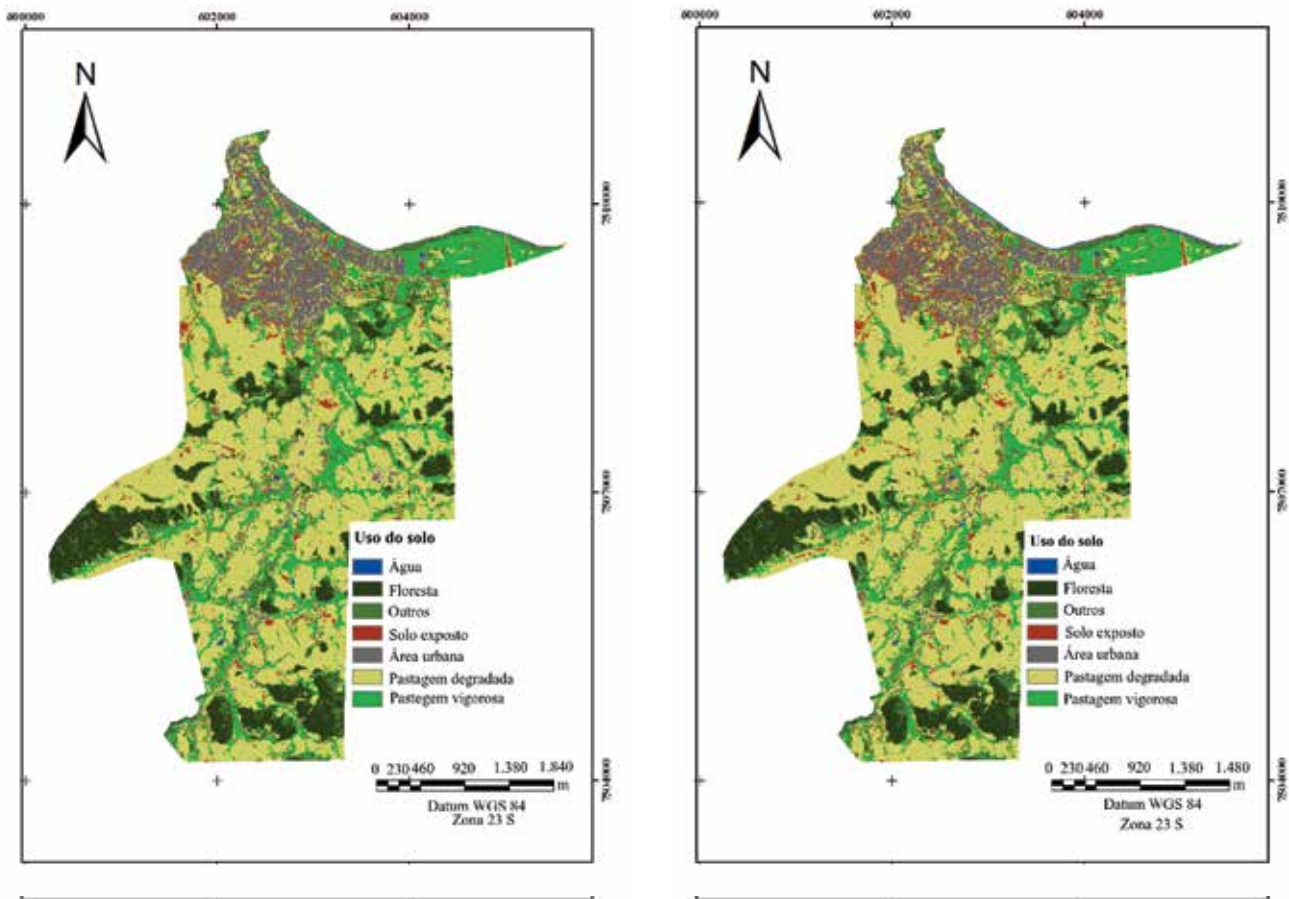 600000 602000 604000
N
7510000
7507000
Uso do solo
Água
Floresta
Outros
Solo exposto
Área urbana
Pastagem degradada
Pastegem vigorosa
0 230 460 920 1.380 1.840
m
Datum WGS 84
Zona 23 S
7504000
600000 602000 604000
N
7510000
7507000
Uso do solo
Água
Floresta
Outros
Solo exposto
Área urbana
Pastagem degradada
Pastagem vigorosa
0 230 460 920 1.380 1.480
m
Datum WGS 84
Zona 23 S
7504000